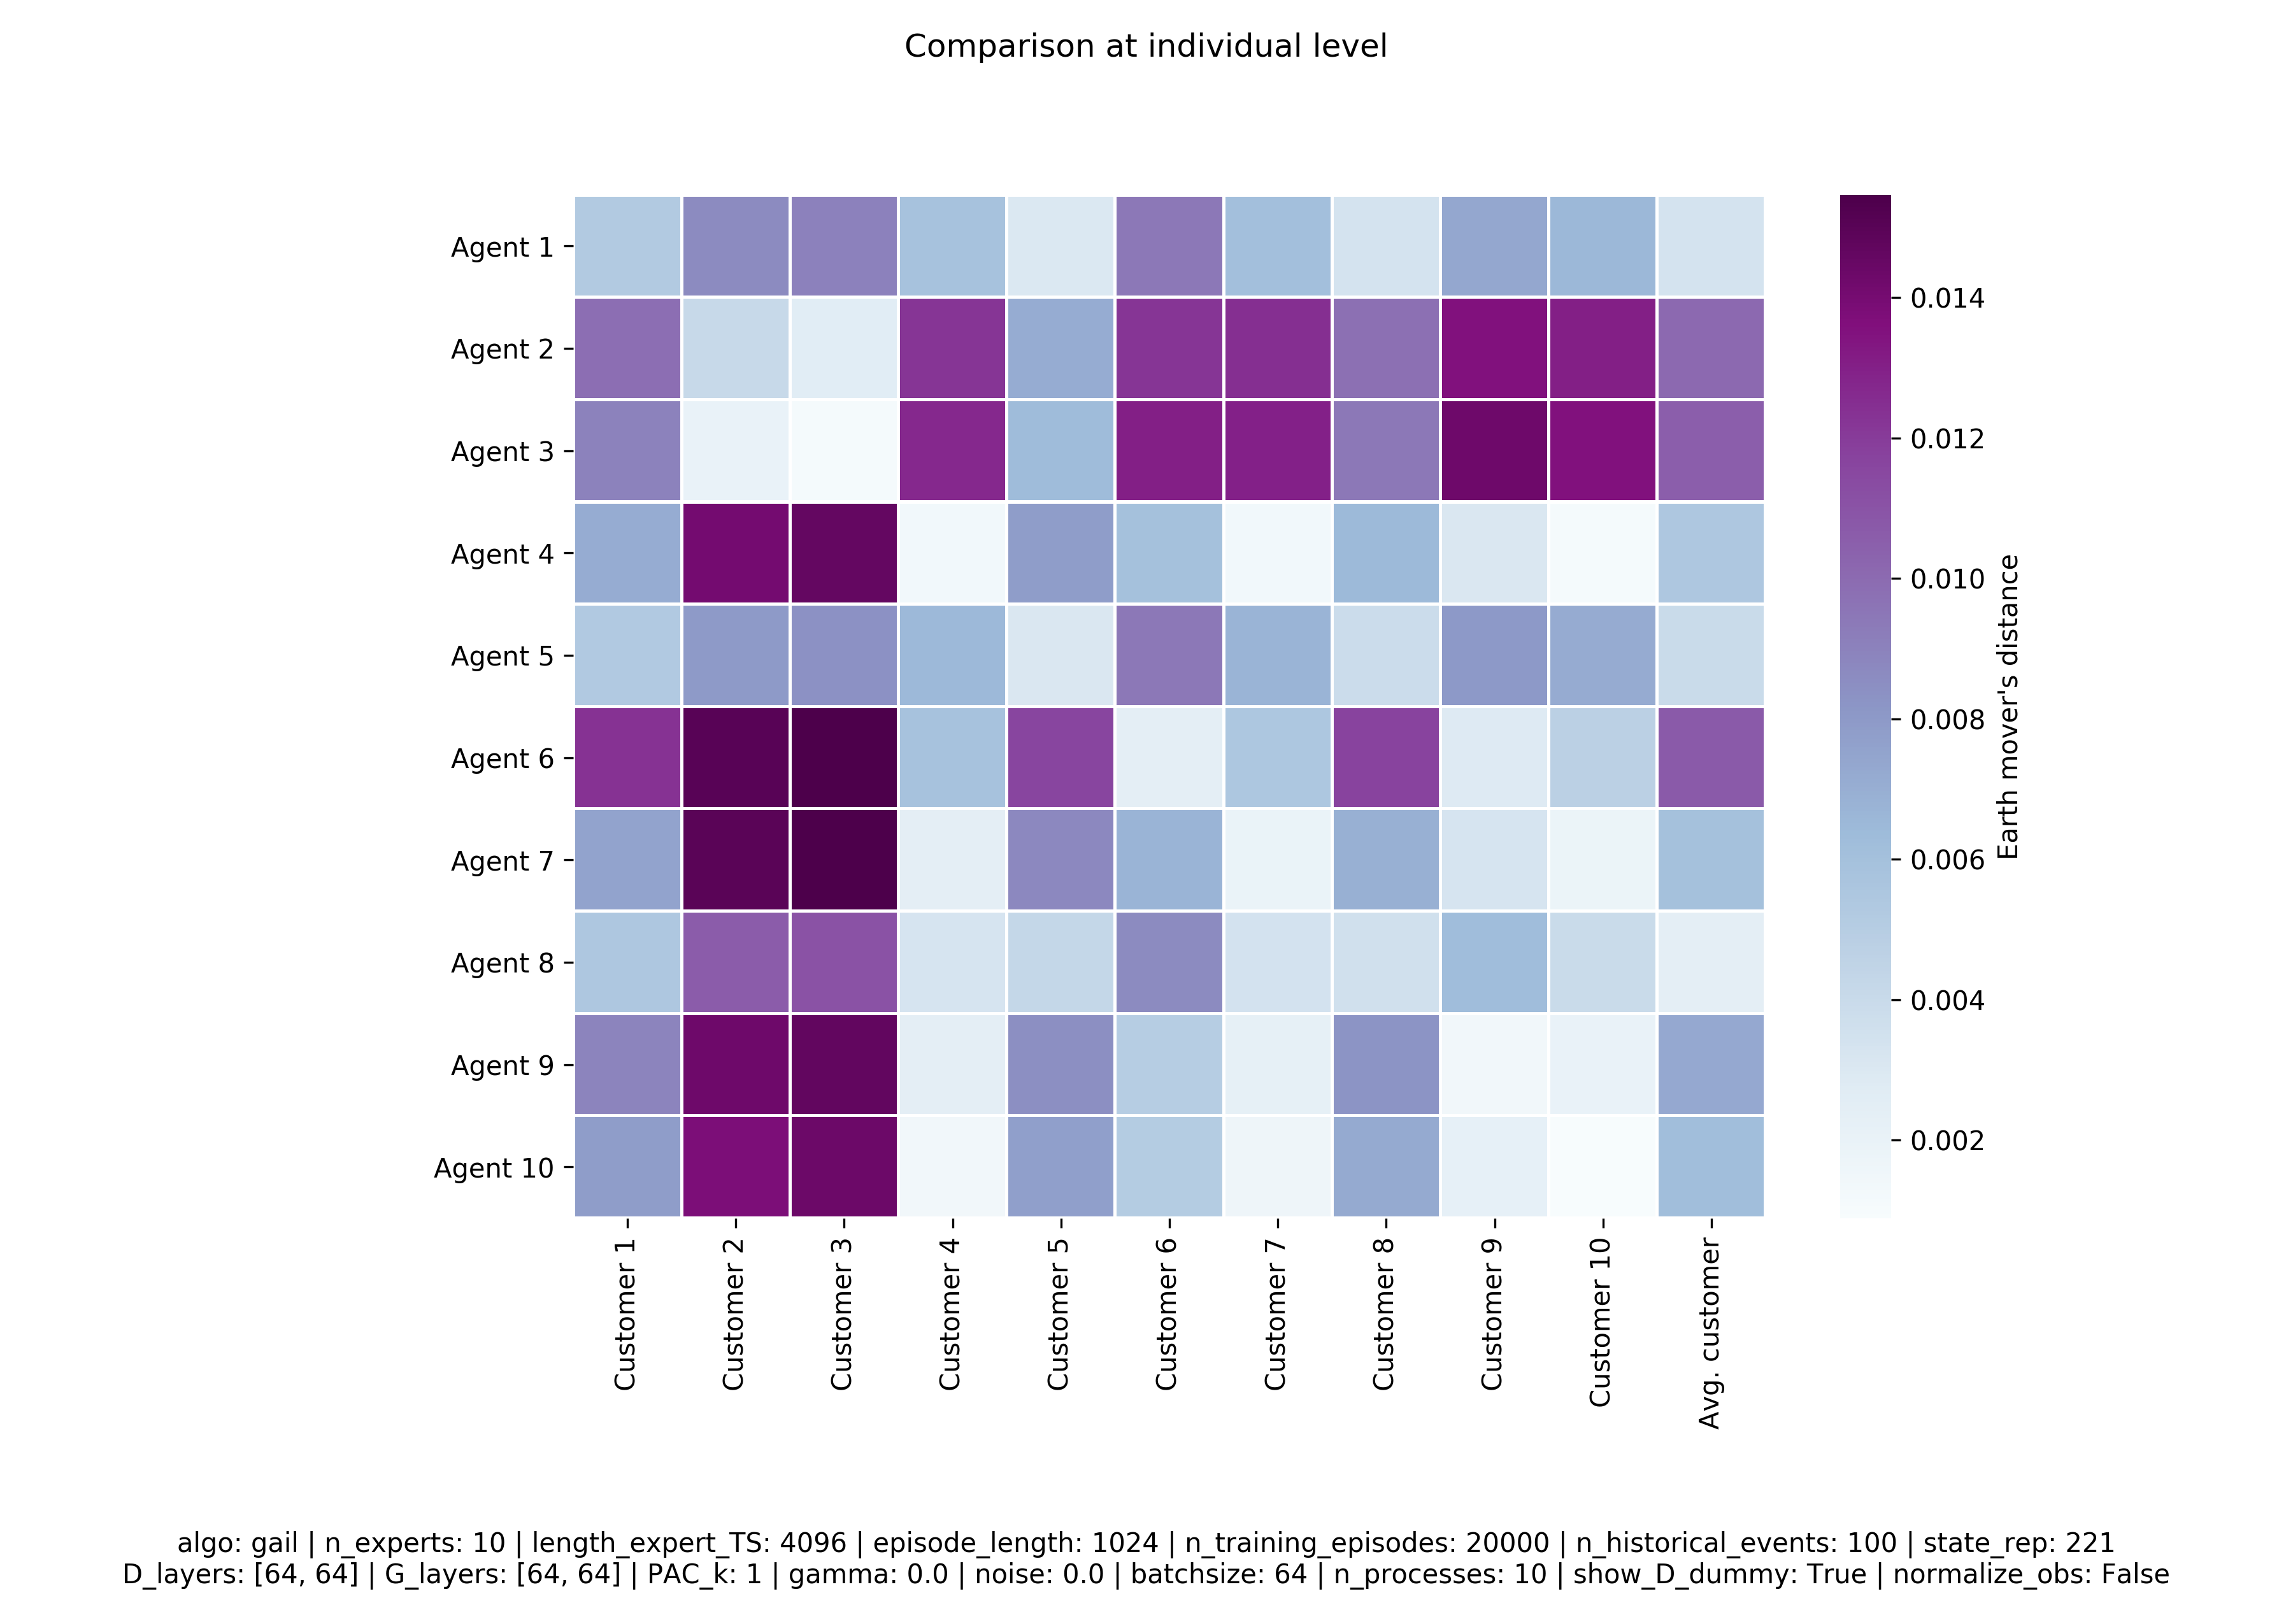 Comparison at individual level
Agent 1
Agent 2
Agent 3
Agent 4
Agent 5
Agent 6
Agent 7
Agent 8
Agent 9
Agent 10
Customer 1
Customer 2
Customer 3
Customer 4
Customer 5
Customer 6
Customer 7
Customer 8
Customer 9
Customer 10
Avg. customer
0.014
0.012
0.010
0.008
0.006
0.004
0.002
Earth mover's distance
algo: gail | n_experts: 10 | length_expert_TS: 4096 | episode_length: 1024 | n_training_episodes: 20000 | n_historical_events: 100 | state_rep: 221
D_layers: [64, 64] | G_layers: [64, 64] | PAC_k: 1 | gamma: 0.0 | noise: 0.0 | batchsize: 64 | n_processes: 10 | show_D_dummy: True | normalize_obs: False